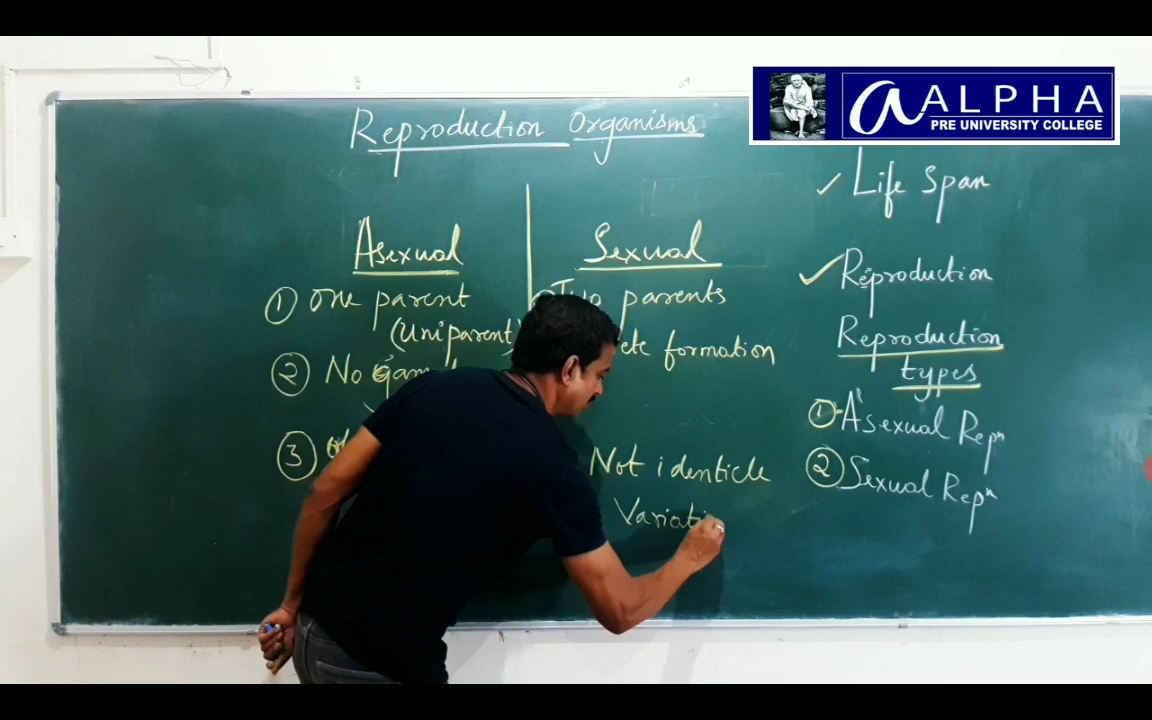 ALPHA
PRE UNIVERSITY COLLEGE
Reproduction Organisms
Asexual
① one parent
(Uniparent)
② No Gam
③
Sexual
Two parents
ete formation
Not identicle
Variati
✓ Life Span
✓ Reproduction
Reproduction
types
① Asexual Repⁿ
② Sexual Repⁿ